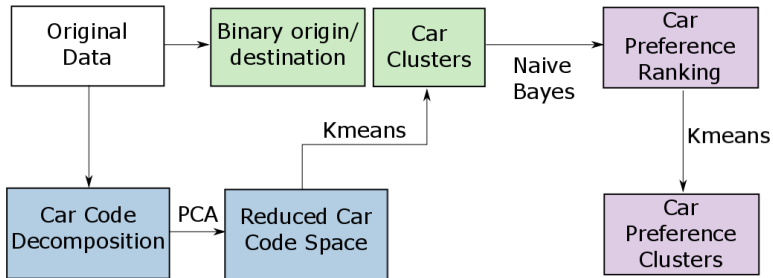 Original
Data
Binary origin/
destination
Car
Clusters
Naive
Bayes
Car
Preference
Ranking
Kmeans
Kmeans
Car Code
Decomposition
PCA
Reduced Car
Code Space
Car
Preference
Clusters